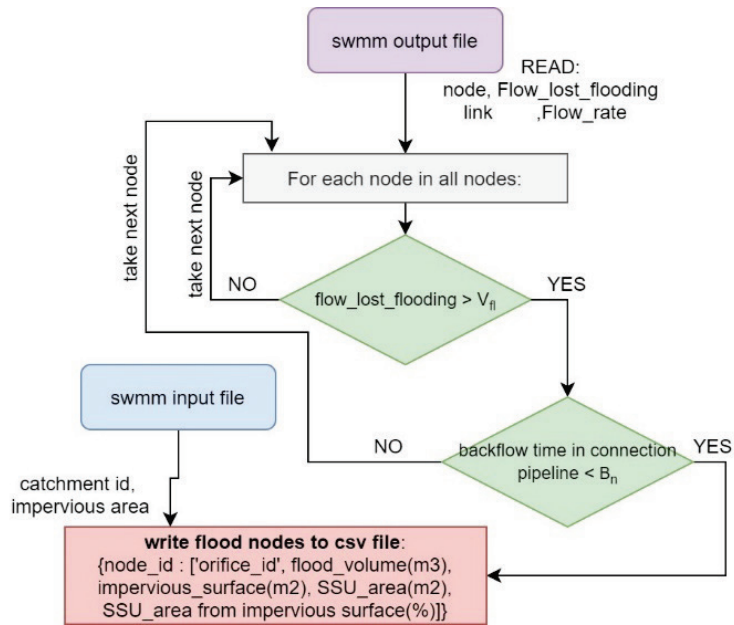 swmm output file
READ:
node, Flow_lost_flooding
link ,Flow_rate
For each node in all nodes:
take next node
take next node
NO
flow_lost_flooding > Vfl
YES
swmm input file
NO
backflow time in connection
pipeline < Bn
YES
catchment id,
impervious area
write flood nodes to csv file:
{node_id : ['orifice_id', flood_volume(m3),
impervious_surface(m2), SSU_area(m2),
SSU_area from impervious surface(%)]}